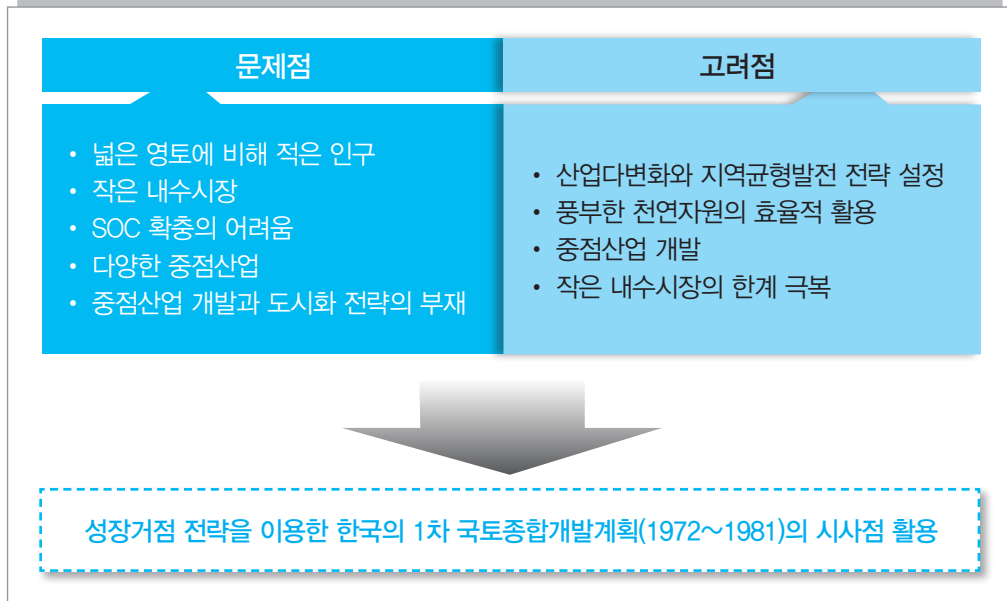 문제점
• 넓은 영토에 비해 적은 인구
• 작은 내수시장
• SOC 확충의 어려움
• 다양한 중점산업
• 중점산업 개발과 도시화 전략의 부재
고려점
• 산업다변화와 지역균형발전 전략 설정
• 풍부한 천연자원의 효율적 활용
• 중점산업 개발
• 작은 내수시장의 한계 극복
성장거점 전략을 이용한 한국의 1차 국토종합개발계획(1972~1981)의 시사점 활용